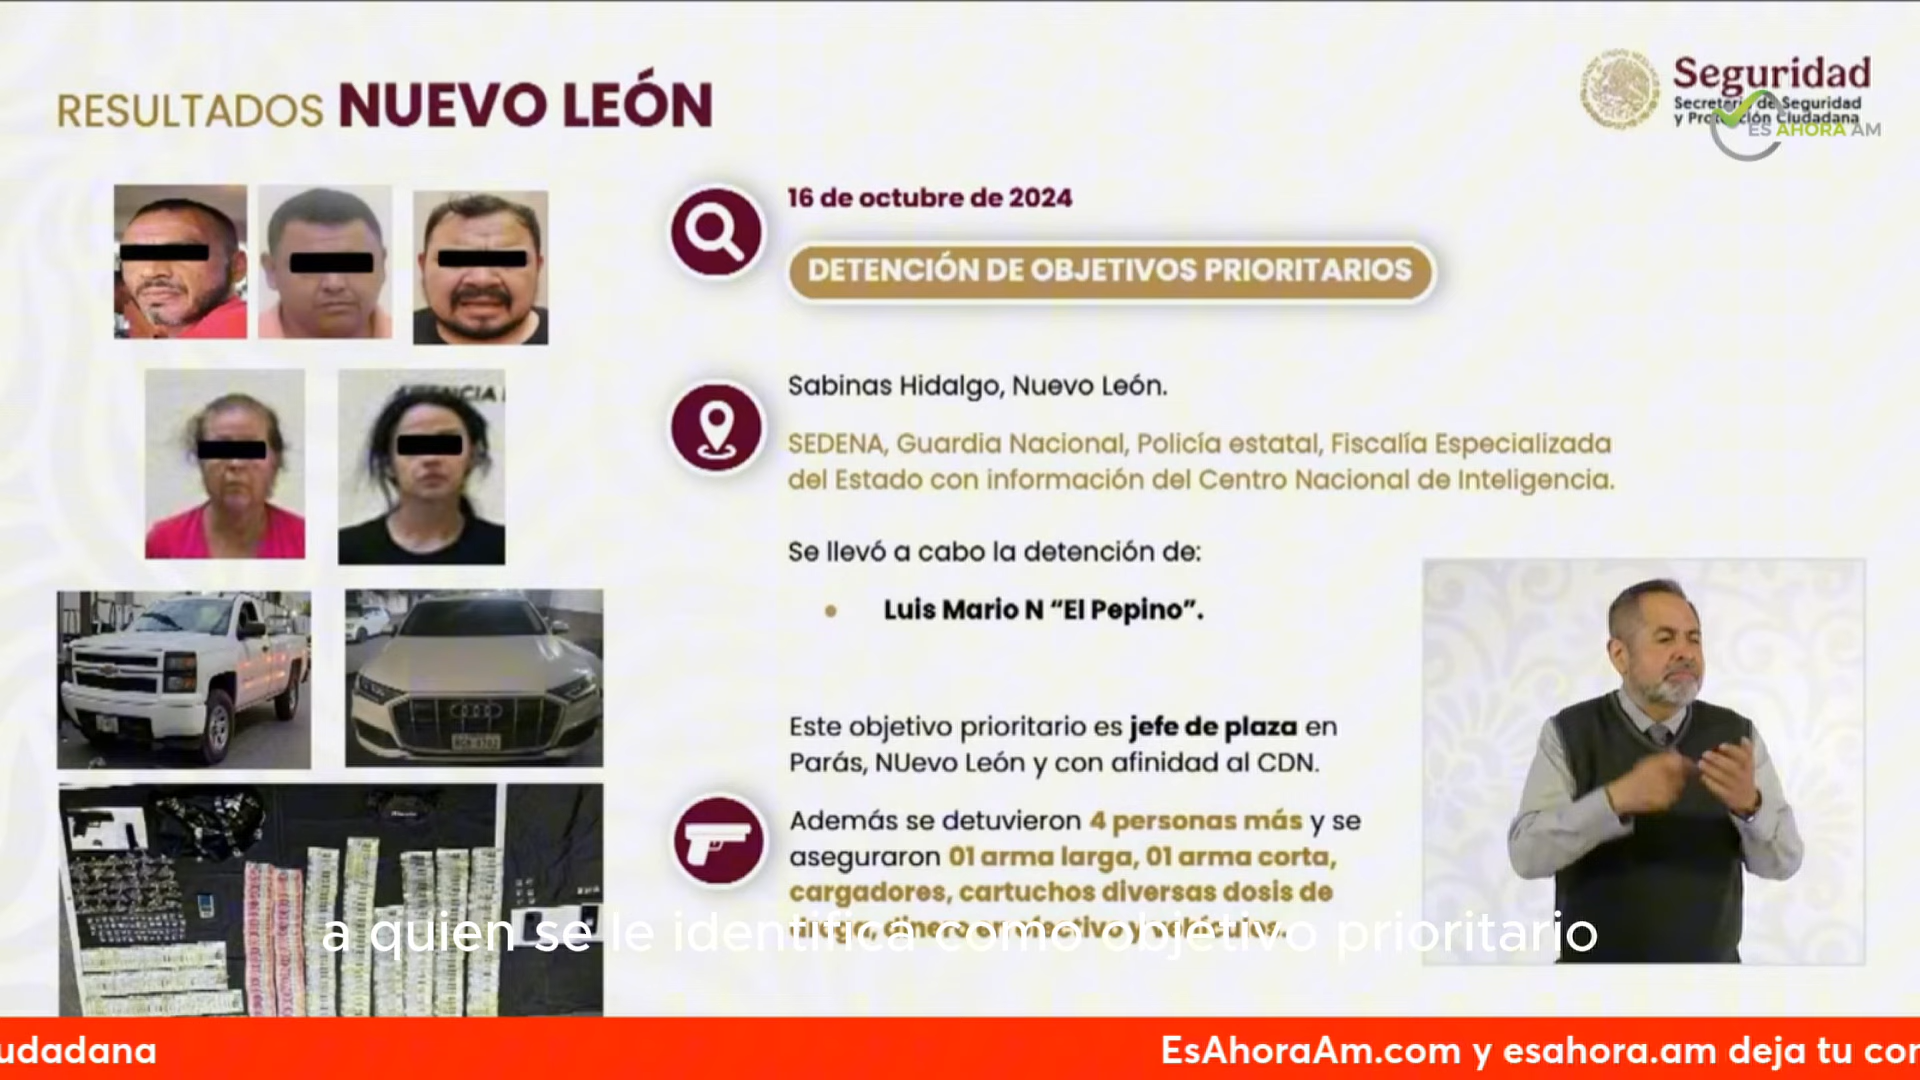 RESULTADOS NUEVO LEÓN
Seguridad
Secretaría de Seguridad
y Protección Ciudadana
ES AHORA AM
16 de octubre de 2024
DETENCIÓN DE OBJETIVOS PRIORITARIOS
Sabinas Hidalgo, Nuevo León.
SEDENA, Guardia Nacional, Policía estatal, Fiscalía Especializada
del Estado con información del Centro Nacional de Inteligencia.
Se llevó a cabo la detención de:
• Luis Mario N “El Pepino”.
Este objetivo prioritario es jefe de plaza en
Parás, NUevo León y con afinidad al CDN.
Además se detuvieron 4 personas más y se
aseguraron 01 arma larga, 01 arma corta,
cargadores, cartuchos diversas dosis de
a quien se le identifica como objetivo prioritario
udadana
EsAhoraAm.com y esahora.am deja tu con